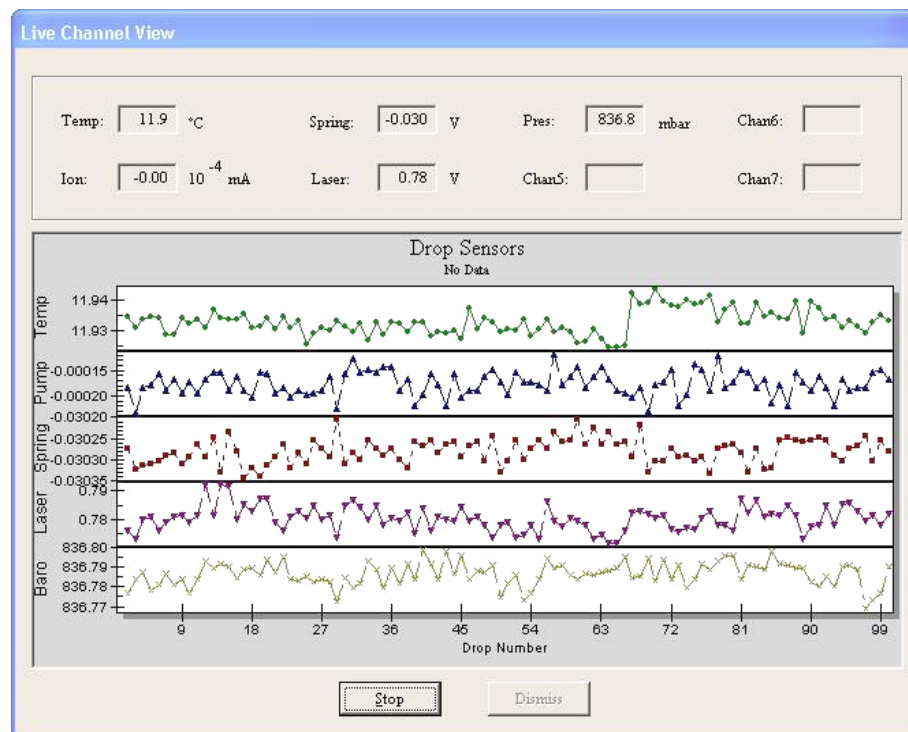 Live Channel View
Temp: 11.9 °C Spring: -0.030 V Pres: 836.8 mbar Chan6:
Ion: -0.00 10^-4 mA Laser: 0.78 V Chan5: Chan7:
Drop Sensors
No Data
Temp
11.94
11.93
Pump
-0.00015
-0.00020
Spring
-0.03020
-0.03025
-0.03030
-0.03035
Laser
0.79
0.78
Baro
836.80
836.79
836.78
836.77
9 18 27 36 45 54 63 72 81 90 99
Drop Number
Stop Dismiss